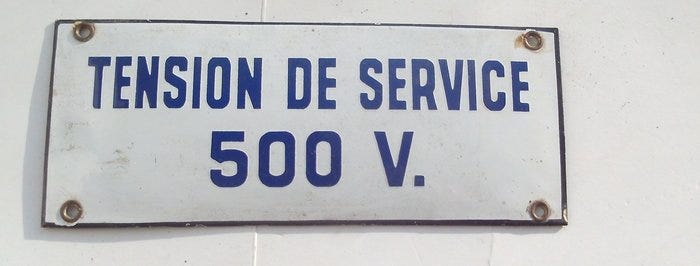 TENSION DE SERVICE
500 V.